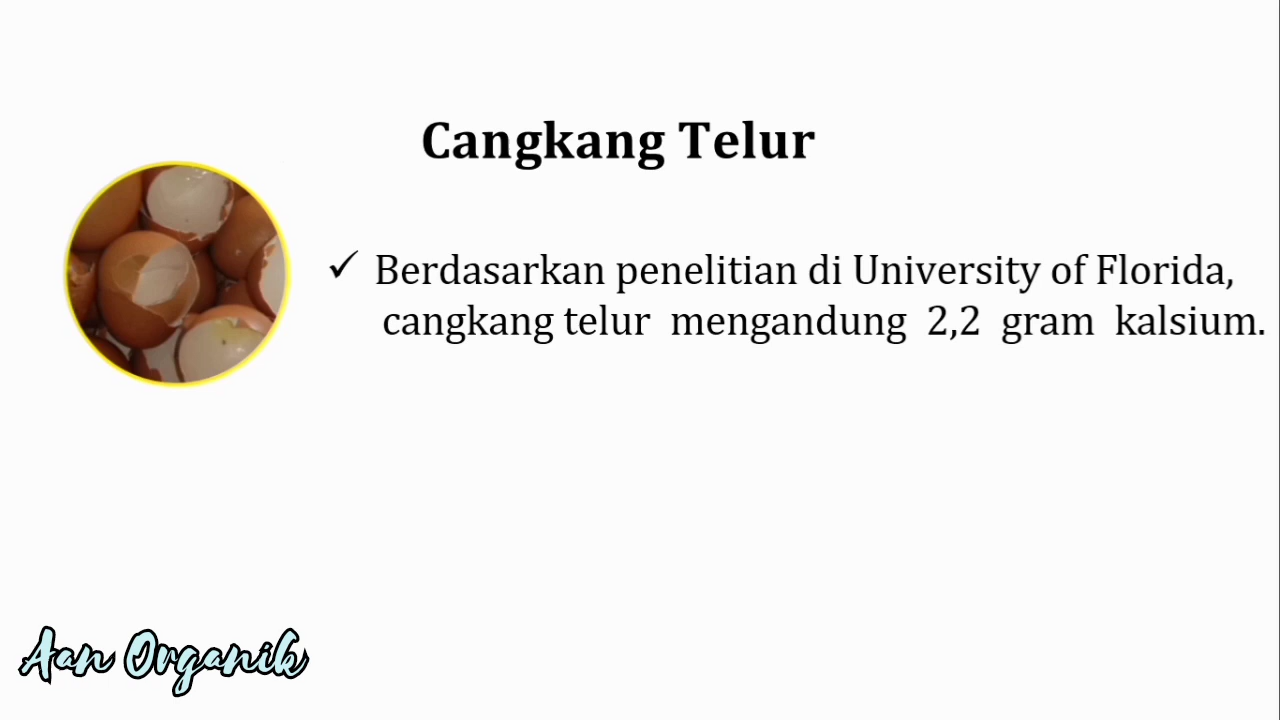 Cangkang Telur
✓ Berdasarkan penelitian di University of Florida,
cangkang telur mengandung 2,2 gram kalsium.
Aan Organik